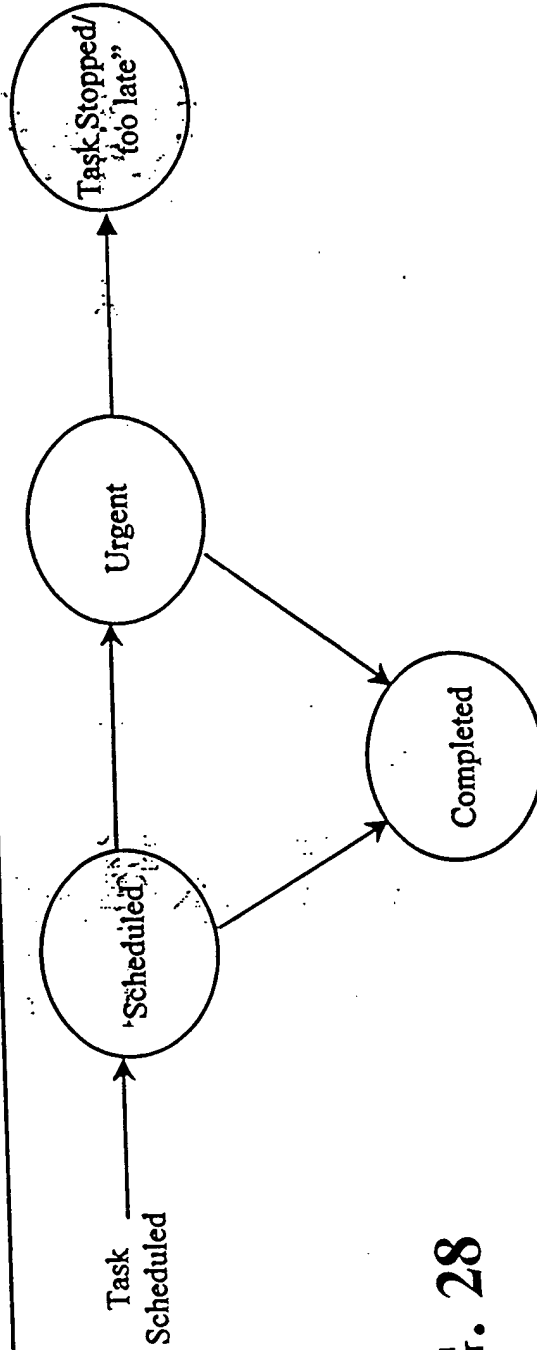 Task
Scheduled
Scheduled
Urgent
Task Stopped/
too late”
Completed
. 28